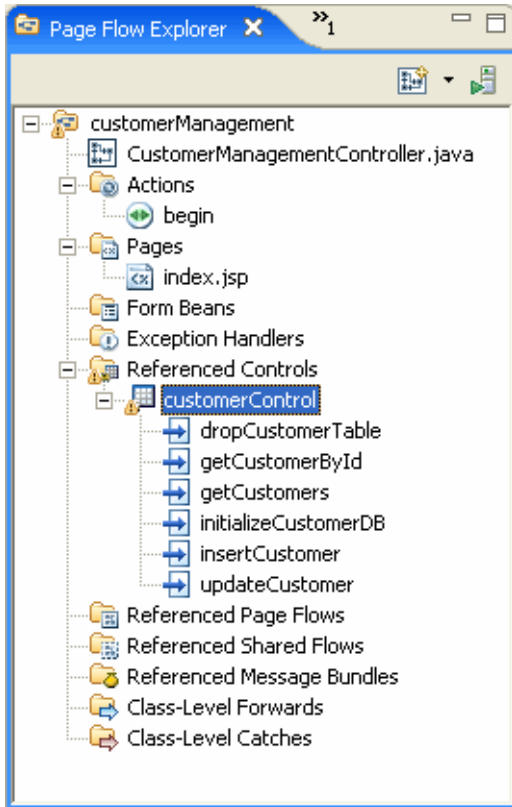 Page Flow Explorer
»1
customerManagement
CustomerManagementController.java
Actions
begin
Pages
index.jsp
Form Beans
Exception Handlers
Referenced Controls
customerControl
dropCustomerTable
getCustomerById
getCustomers
initializeCustomerDB
insertCustomer
updateCustomer
Referenced Page Flows
Referenced Shared Flows
Referenced Message Bundles
Class-Level Forwards
Class-Level Catches